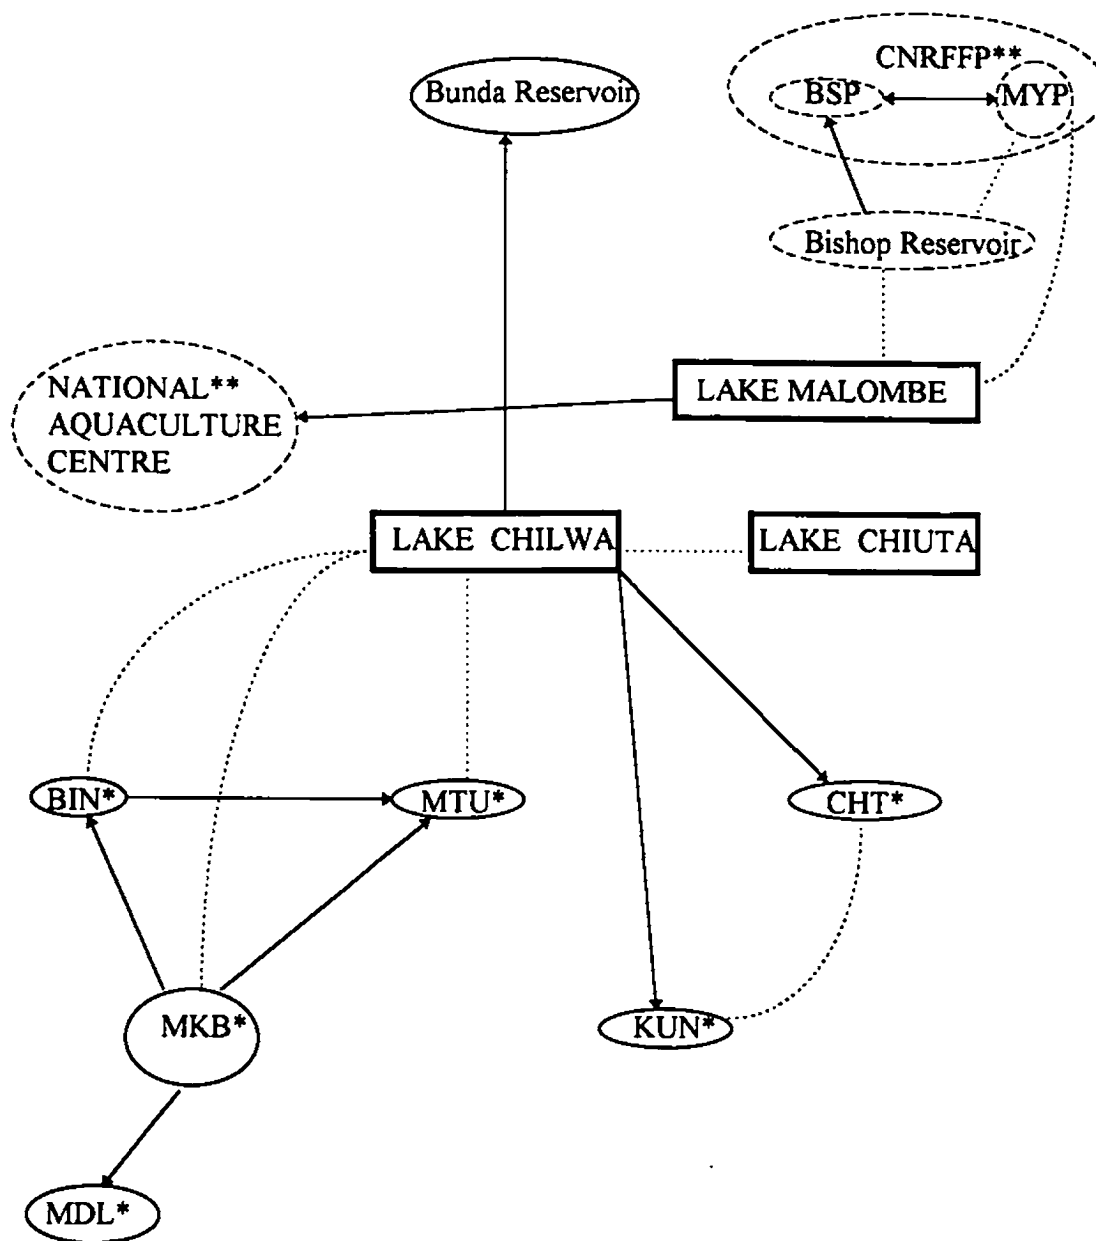 CNRFFP**
Bunda Reservoir
BSP
MYP
Bishop Reservoir
NATIONAL**
AQUACULTURE
CENTRE
LAKE MALOMBE
LAKE CHILWA
LAKE CHIUTA
BIN*
MTU*
CHT*
MKB*
KUN*
MDL*